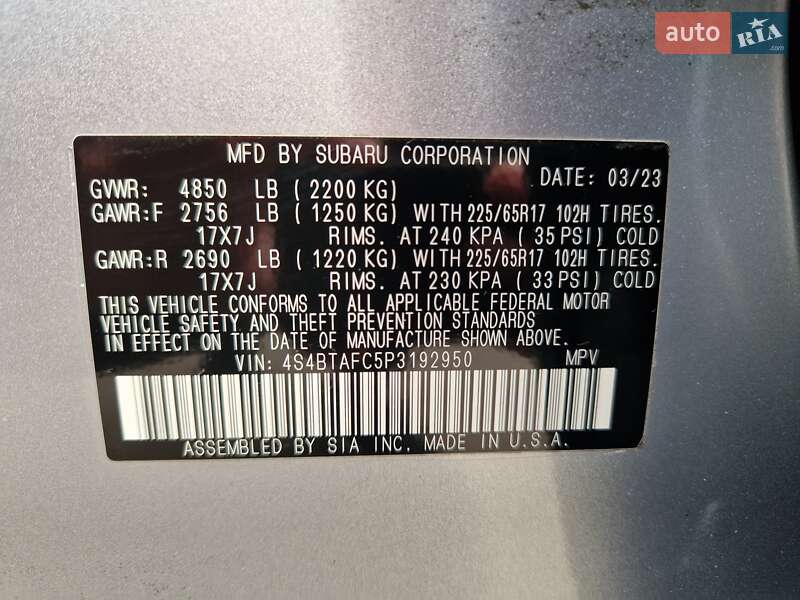 auto RIA.com
MFD BY SUBARU CORPORATION
DATE: 03/23
GVWR: 4850 LB ( 2200 KG)
GAWR:F 2756 LB ( 1250 KG) WITH 225/65R17 102H TIRES.
17X7J RIMS. AT 240 KPA ( 35 PSI) COLD
GAWR:R 2690 LB ( 1220 KG) WITH 225/65R17 102H TIRES.
17X7J RIMS. AT 230 KPA ( 33 PSI) COLD
THIS VEHICLE CONFORMS TO ALL APPLICABLE FEDERAL MOTOR
VEHICLE SAFETY AND THEFT PREVENTION STANDARDS
IN EFFECT ON THE DATE OF MANUFACTURE SHOWN ABOVE.
VIN: 4S4BTAFC5P3192950 MPV
ASSEMBLED BY SIA INC. MADE IN U.S.A.